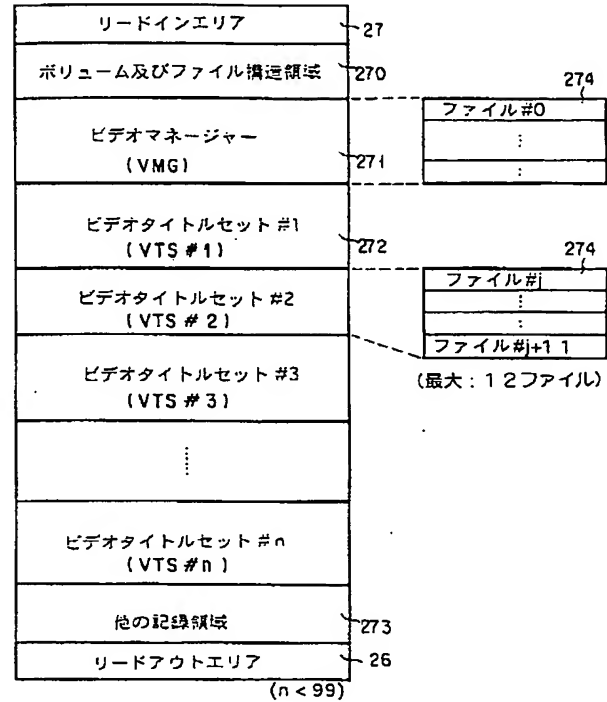 リードインエリア
27
ボリューム及びファイル構造領域
270
274
ファイル#0
ビデオマネージャー
(VMG)
271
ビデオタイトルセット#1
(VTS#1)
272
274
ファイル#j
ビデオタイトルセット#2
(VTS#2)
ファイル#j+11
(最大:12ファイル)
ビデオタイトルセット#3
(VTS#3)
ビデオタイトルセット#n
(VTS#n)
他の記録領域
273
リードアウトエリア
26
(n<99)